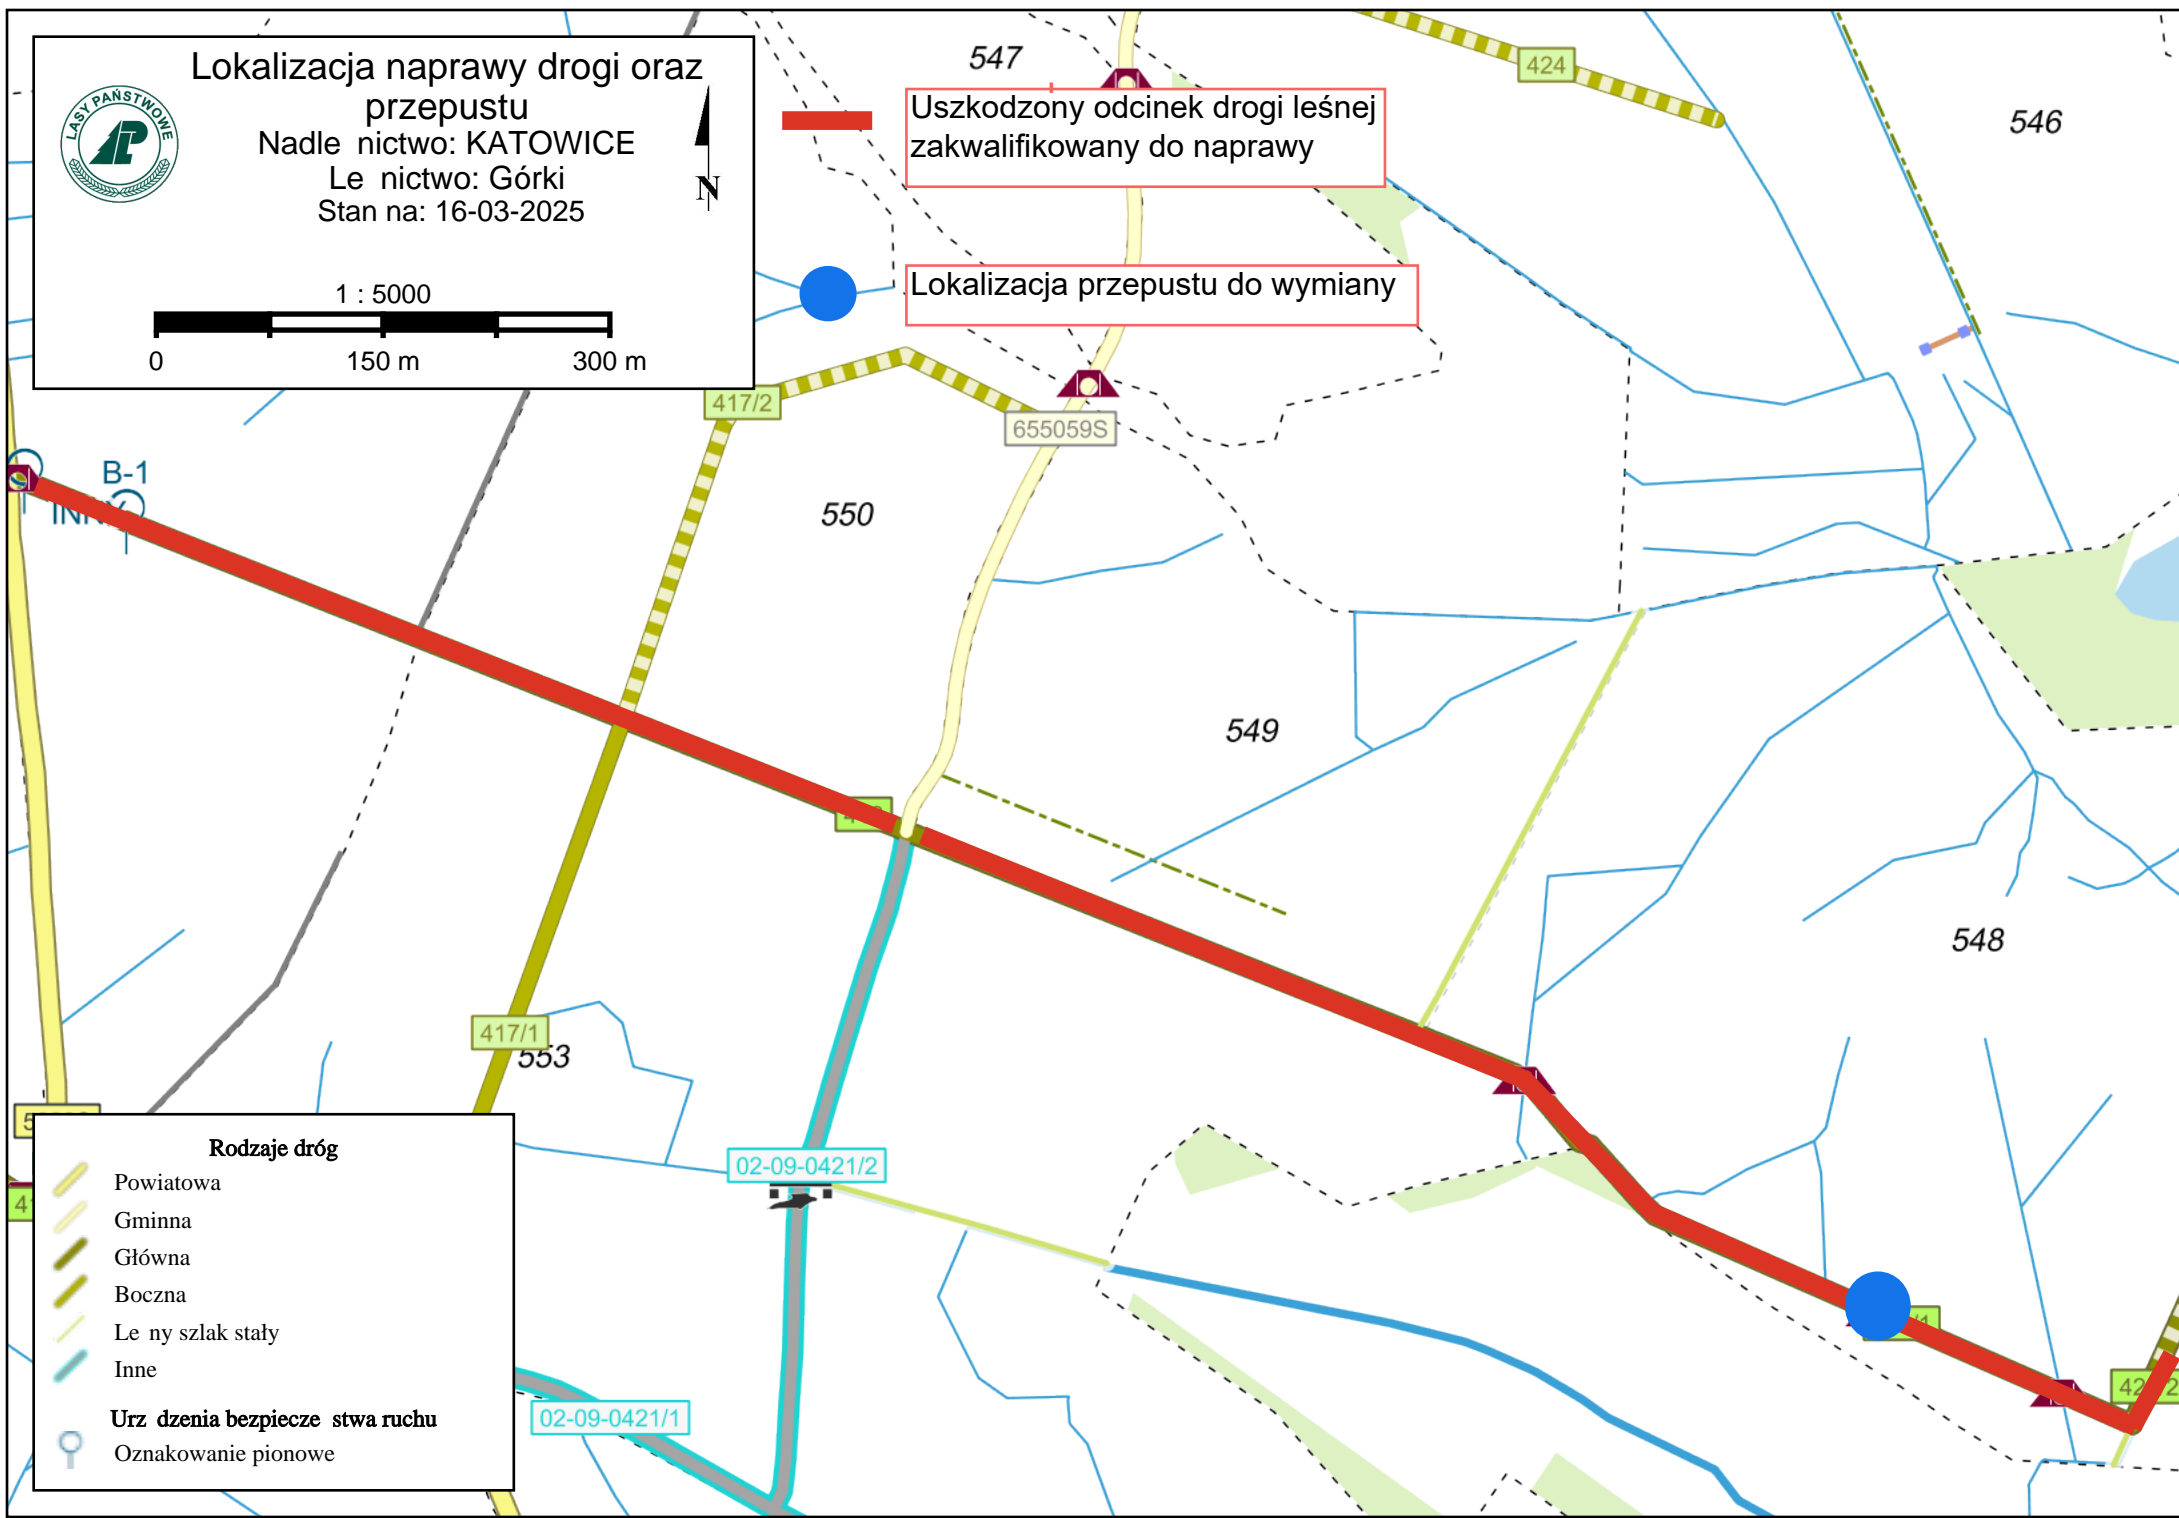 Lokalizacja naprawy drogi oraz
przepustu
Nadle nictwo: KATOWICE
Le nictwo: Górki
Stan na: 16-03-2025
LASY PAŃSTWOWE
N
1 : 5000
0 150 m 300 m
Uszkodzony odcinek drogi leśnej
zakwalifikowany do naprawy
Lokalizacja przepustu do wymiany
547
424
546
417/2
655059S
B-1
INNY
550
549
548
417/1
553
02-09-0421/2
02-09-0421/1
Rodzaje dróg
Powiatowa
Gminna
Główna
Boczna
Le ny szlak stały
Inne
Urz dzenia bezpiecze stwa ruchu
Oznakowanie pionowe